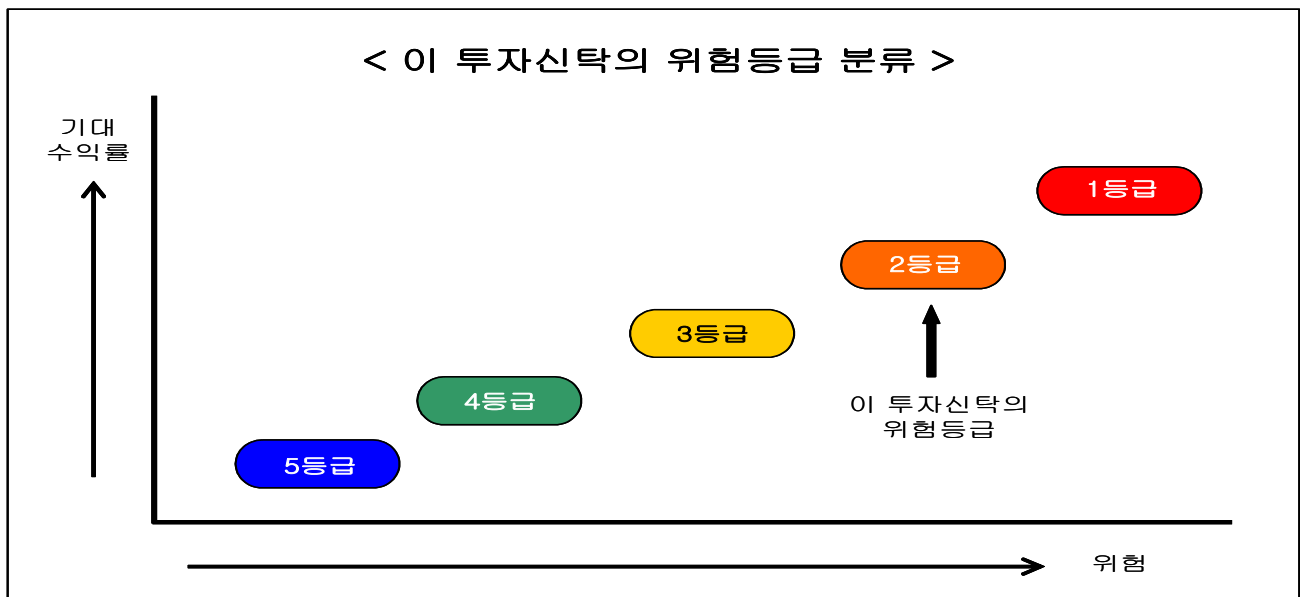 < 이 투자신탁의 위험등급 분류 >
기대
수익률
1등급
2등급
3등급
4등급
이 투자신탁의
위험등급
5등급
위험